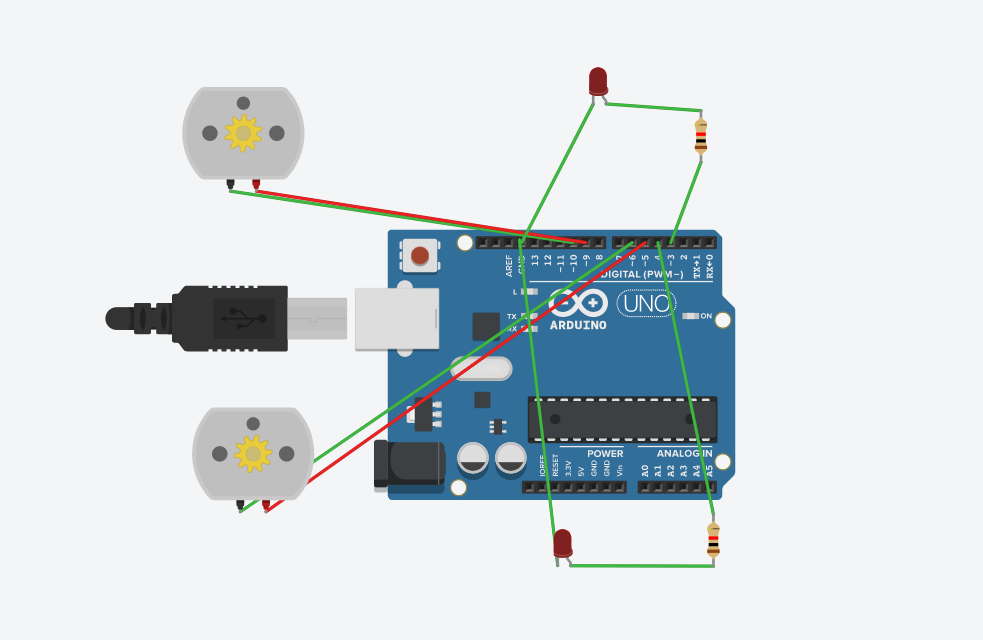 AREF
GND
13
12
~11
~10
~9
8
7
~6
~5
4
~3
2
TX→1
RX←0
DIGITAL (PWM~)
L
TX
RX
ARDUINO
UNO
ON
POWER
ANALOG IN
IOREF
RESET
3.3V
5V
GND
GND
Vin
A0
A1
A2
A3
A4
A5